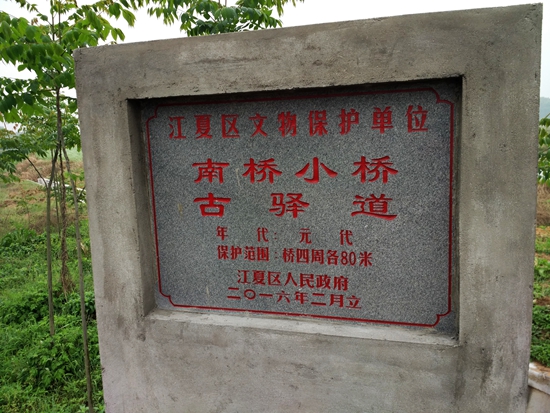 江夏区文物保护单位
南桥小桥
古驿道
年代元代
保护范围:桥四周各80米
江夏区人民政府
二〇一六年二月立